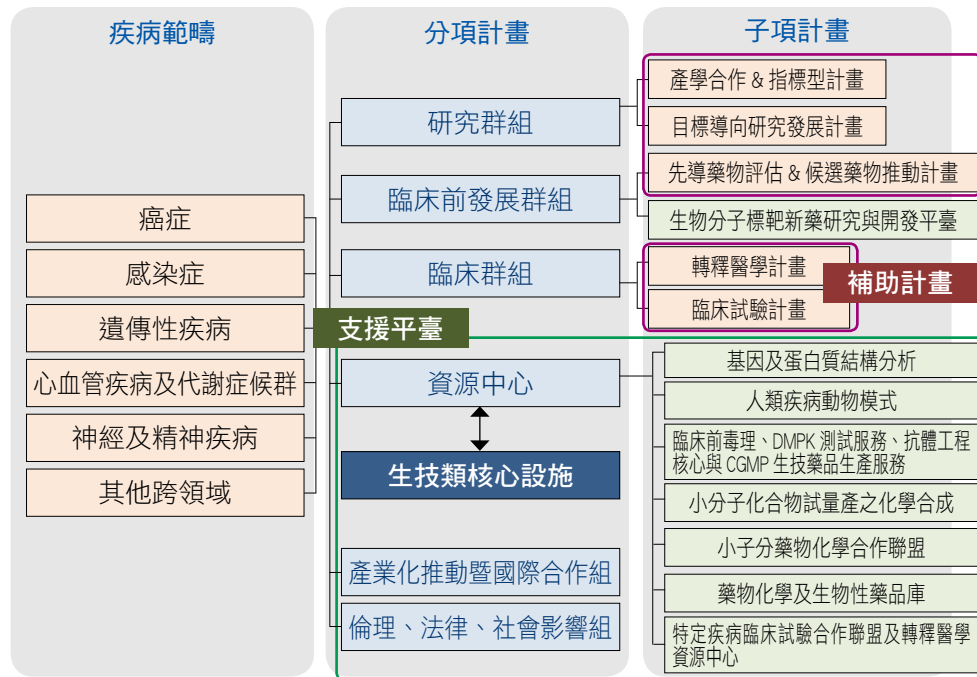 疾病範疇
癌症
感染症
遺傳性疾病
心血管疾病及代謝症候群
神經及精神疾病
其他跨領域
分項計畫
研究群組
臨床前發展群組
臨床群組
支援平臺
資源中心
生技類核心設施
產業化推動暨國際合作組
倫理、法律、社會影響組
子項計畫
產學合作 & 指標型計畫
目標導向研究發展計畫
先導藥物評估 & 候選藥物推動計畫
生物分子標靶新藥研究與開發平臺
轉釋醫學計畫
補助計畫
臨床試驗計畫
基因及蛋白質結構分析
人類疾病動物模式
臨床前毒理、DMPK 測試服務、抗體工程
核心與 CGMP 生技藥品生產服務
小分子化合物試量產之化學合成
小子分藥物化學合作聯盟
藥物化學及生物性藥品庫
特定疾病臨床試驗合作聯盟及轉釋醫學
資源中心